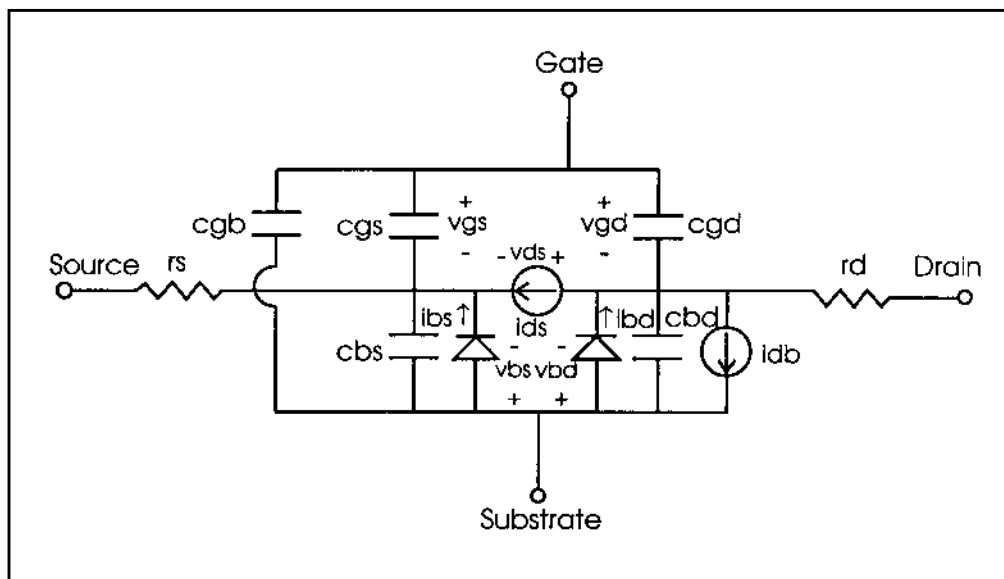 Gate
cgb
cgs
+
vgs
-
+
vgd
-
cgd
Source
rs
- vds +
ids
rd
Drain
cbs
ibs ↑
-
vbs
+
↑ ibd
-
vbd
+
cbd
idb
Substrate